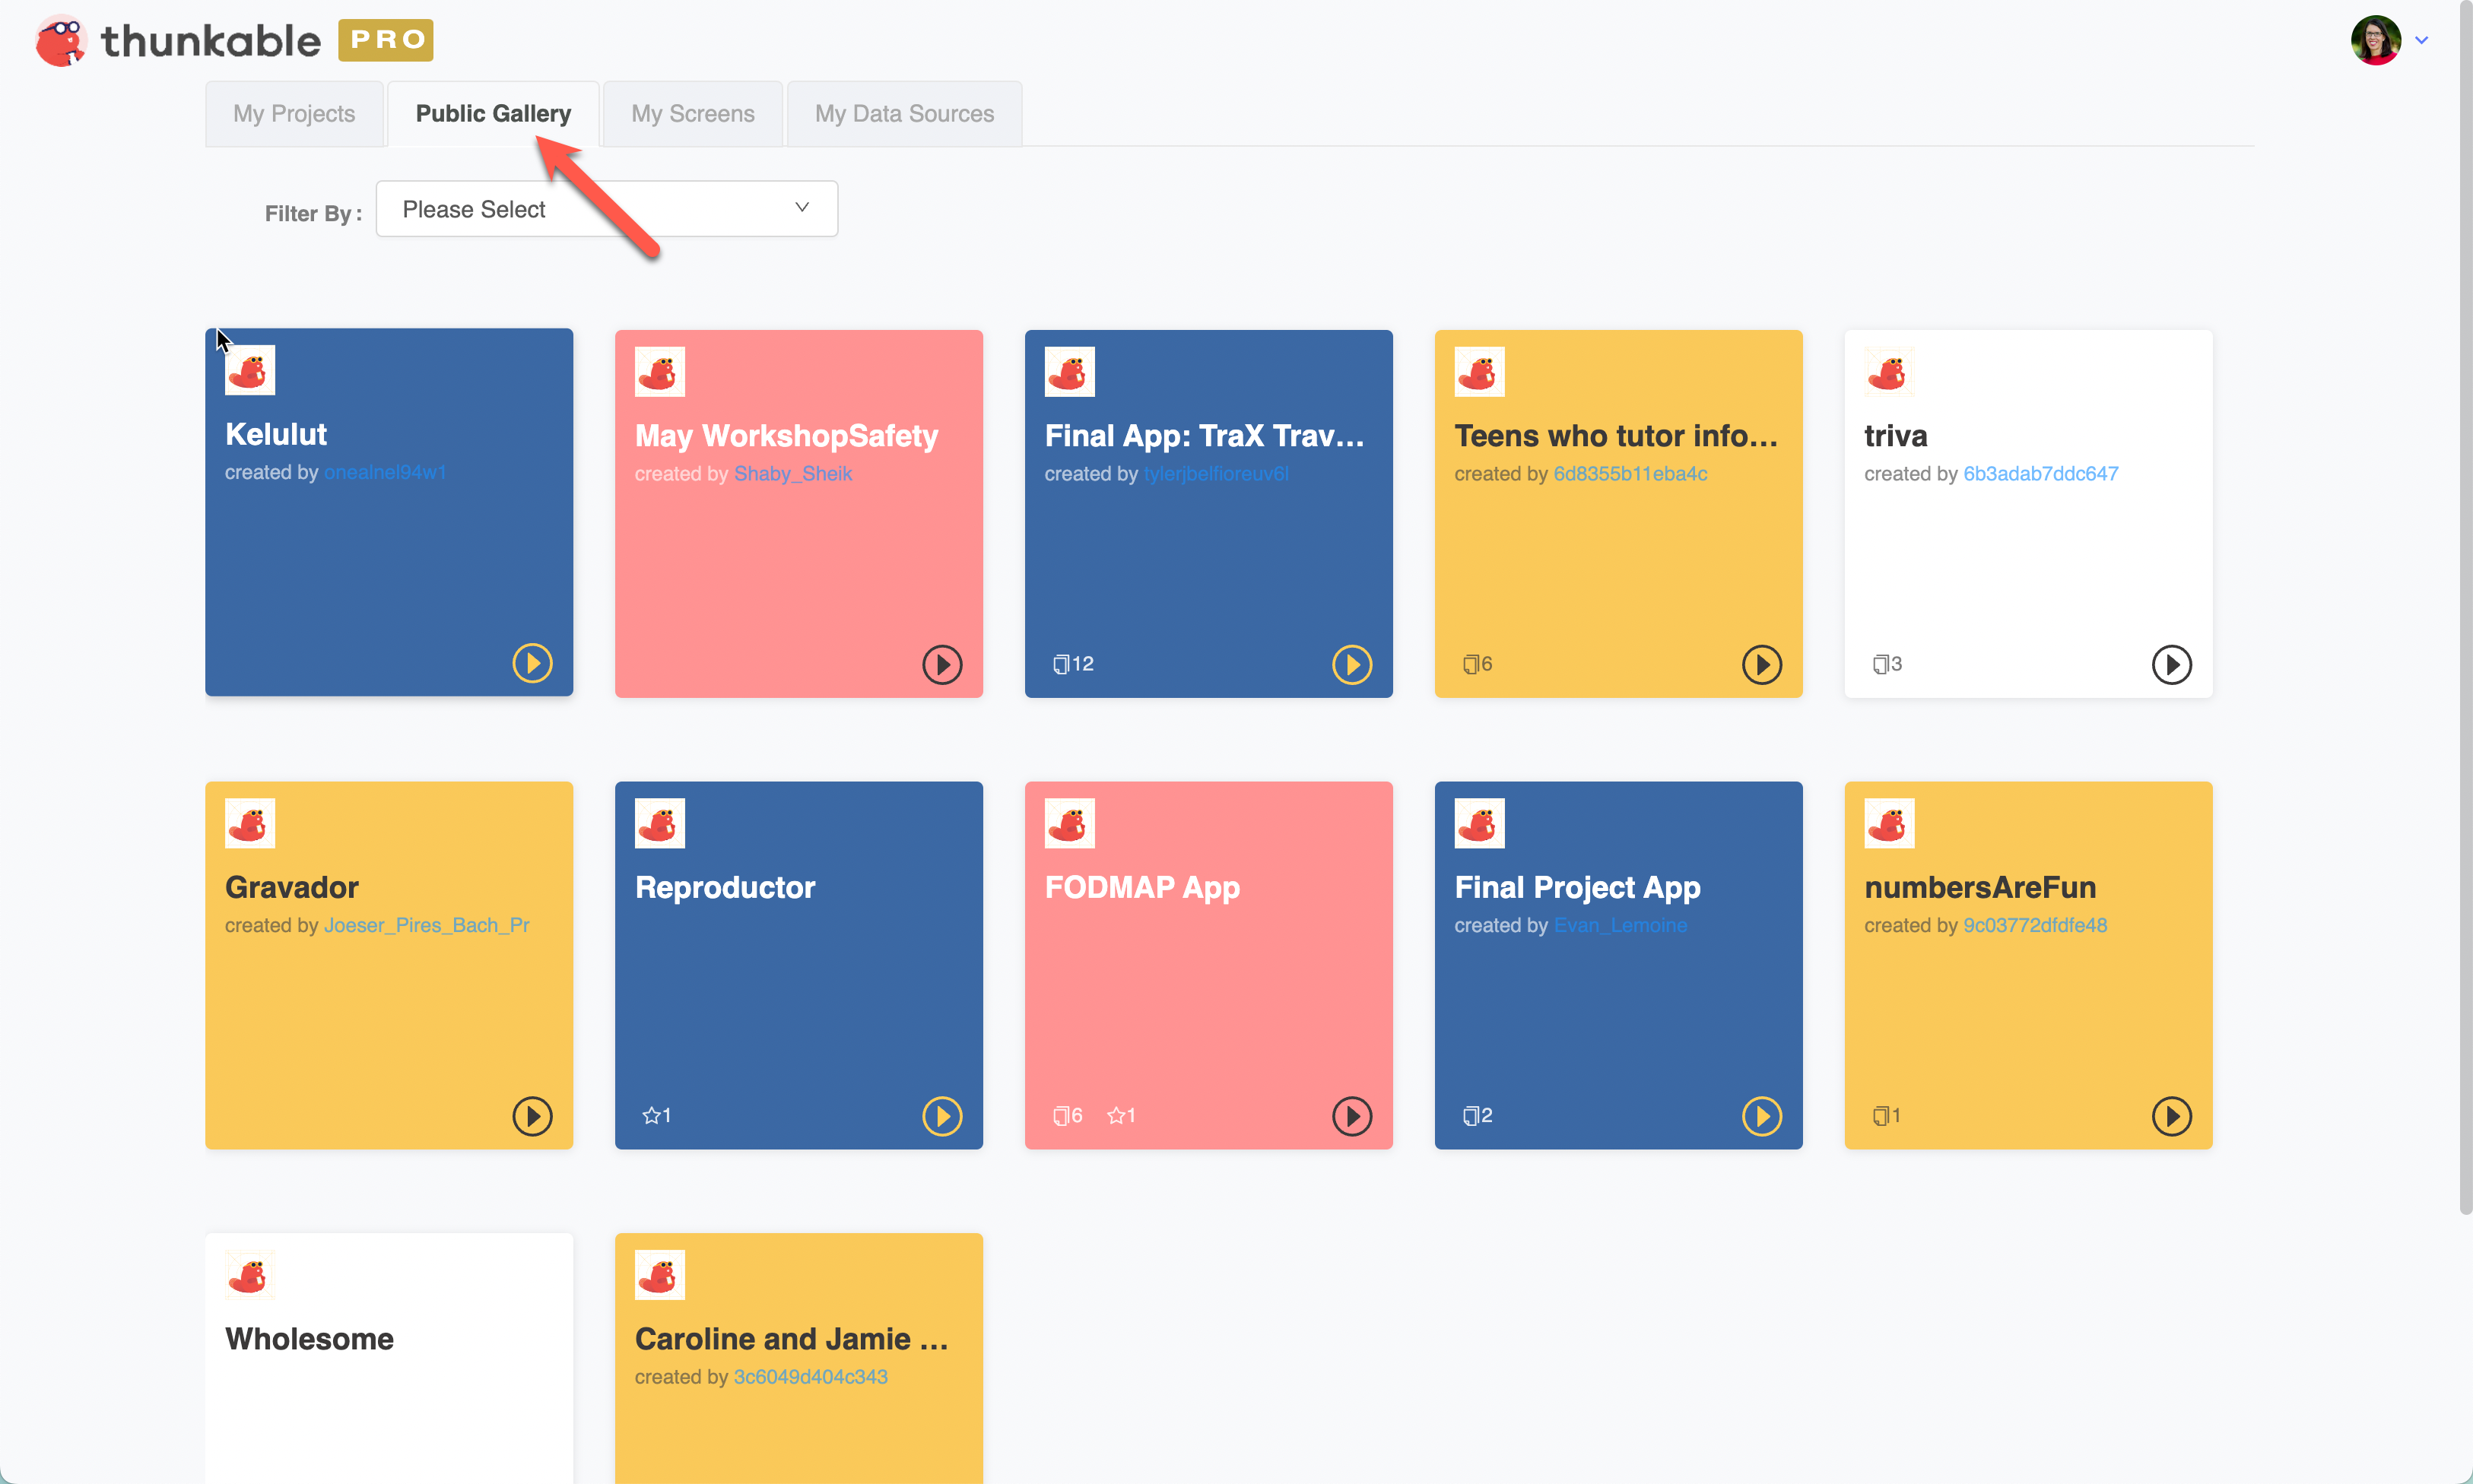 thunkable PRO
My Projects
Public Gallery
My Screens
My Data Sources
Filter By :
Please Select
Kelulut
created by onealnel94w1
May WorkshopSafety
created by Shaby_Sheik
Final App: TraX Trav...
created by tylerjbelfioreuv6l
12
Teens who tutor info...
created by 6d8355b11eba4c
6
triva
created by 6b3adab7ddc647
3
Gravador
created by Joeser_Pires_Bach_Pr
Reproductor
1
FODMAP App
6 1
Final Project App
created by Evan_Lemoine
2
numbersAreFun
created by 9c03772dfdfe48
1
Wholesome
Caroline and Jamie ...
created by 3c6049d404c343